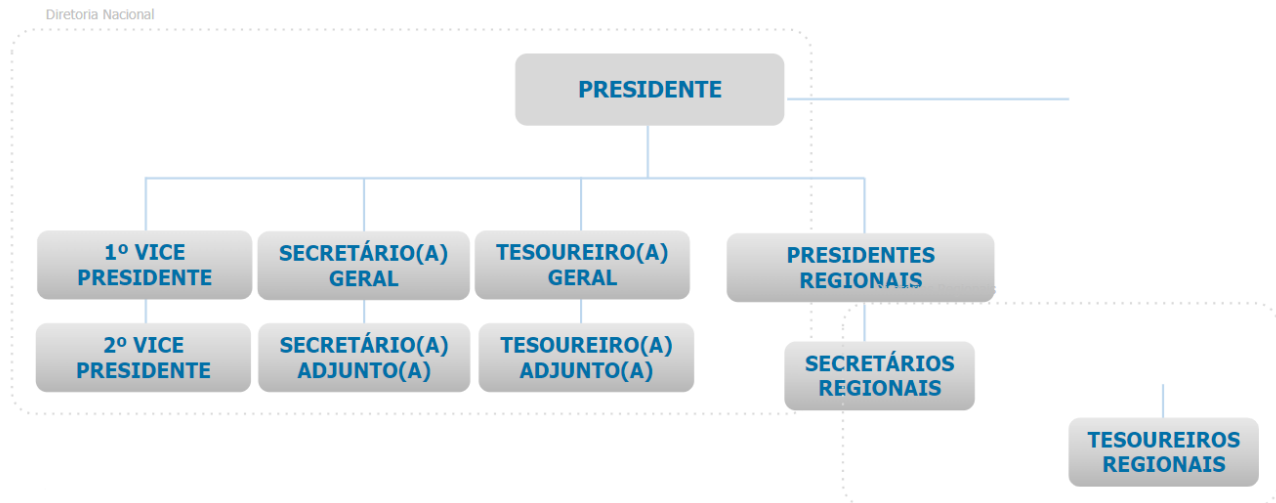 Diretoria Nacional
PRESIDENTE
1º VICE
PRESIDENTE
SECRETÁRIO(A)
GERAL
TESOUREIRO(A)
GERAL
PRESIDENTES
REGIONAIS
2º VICE
PRESIDENTE
SECRETÁRIO(A)
ADJUNTO(A)
TESOUREIRO(A)
ADJUNTO(A)
SECRETÁRIOS
REGIONAIS
TESOUREIROS
REGIONAIS